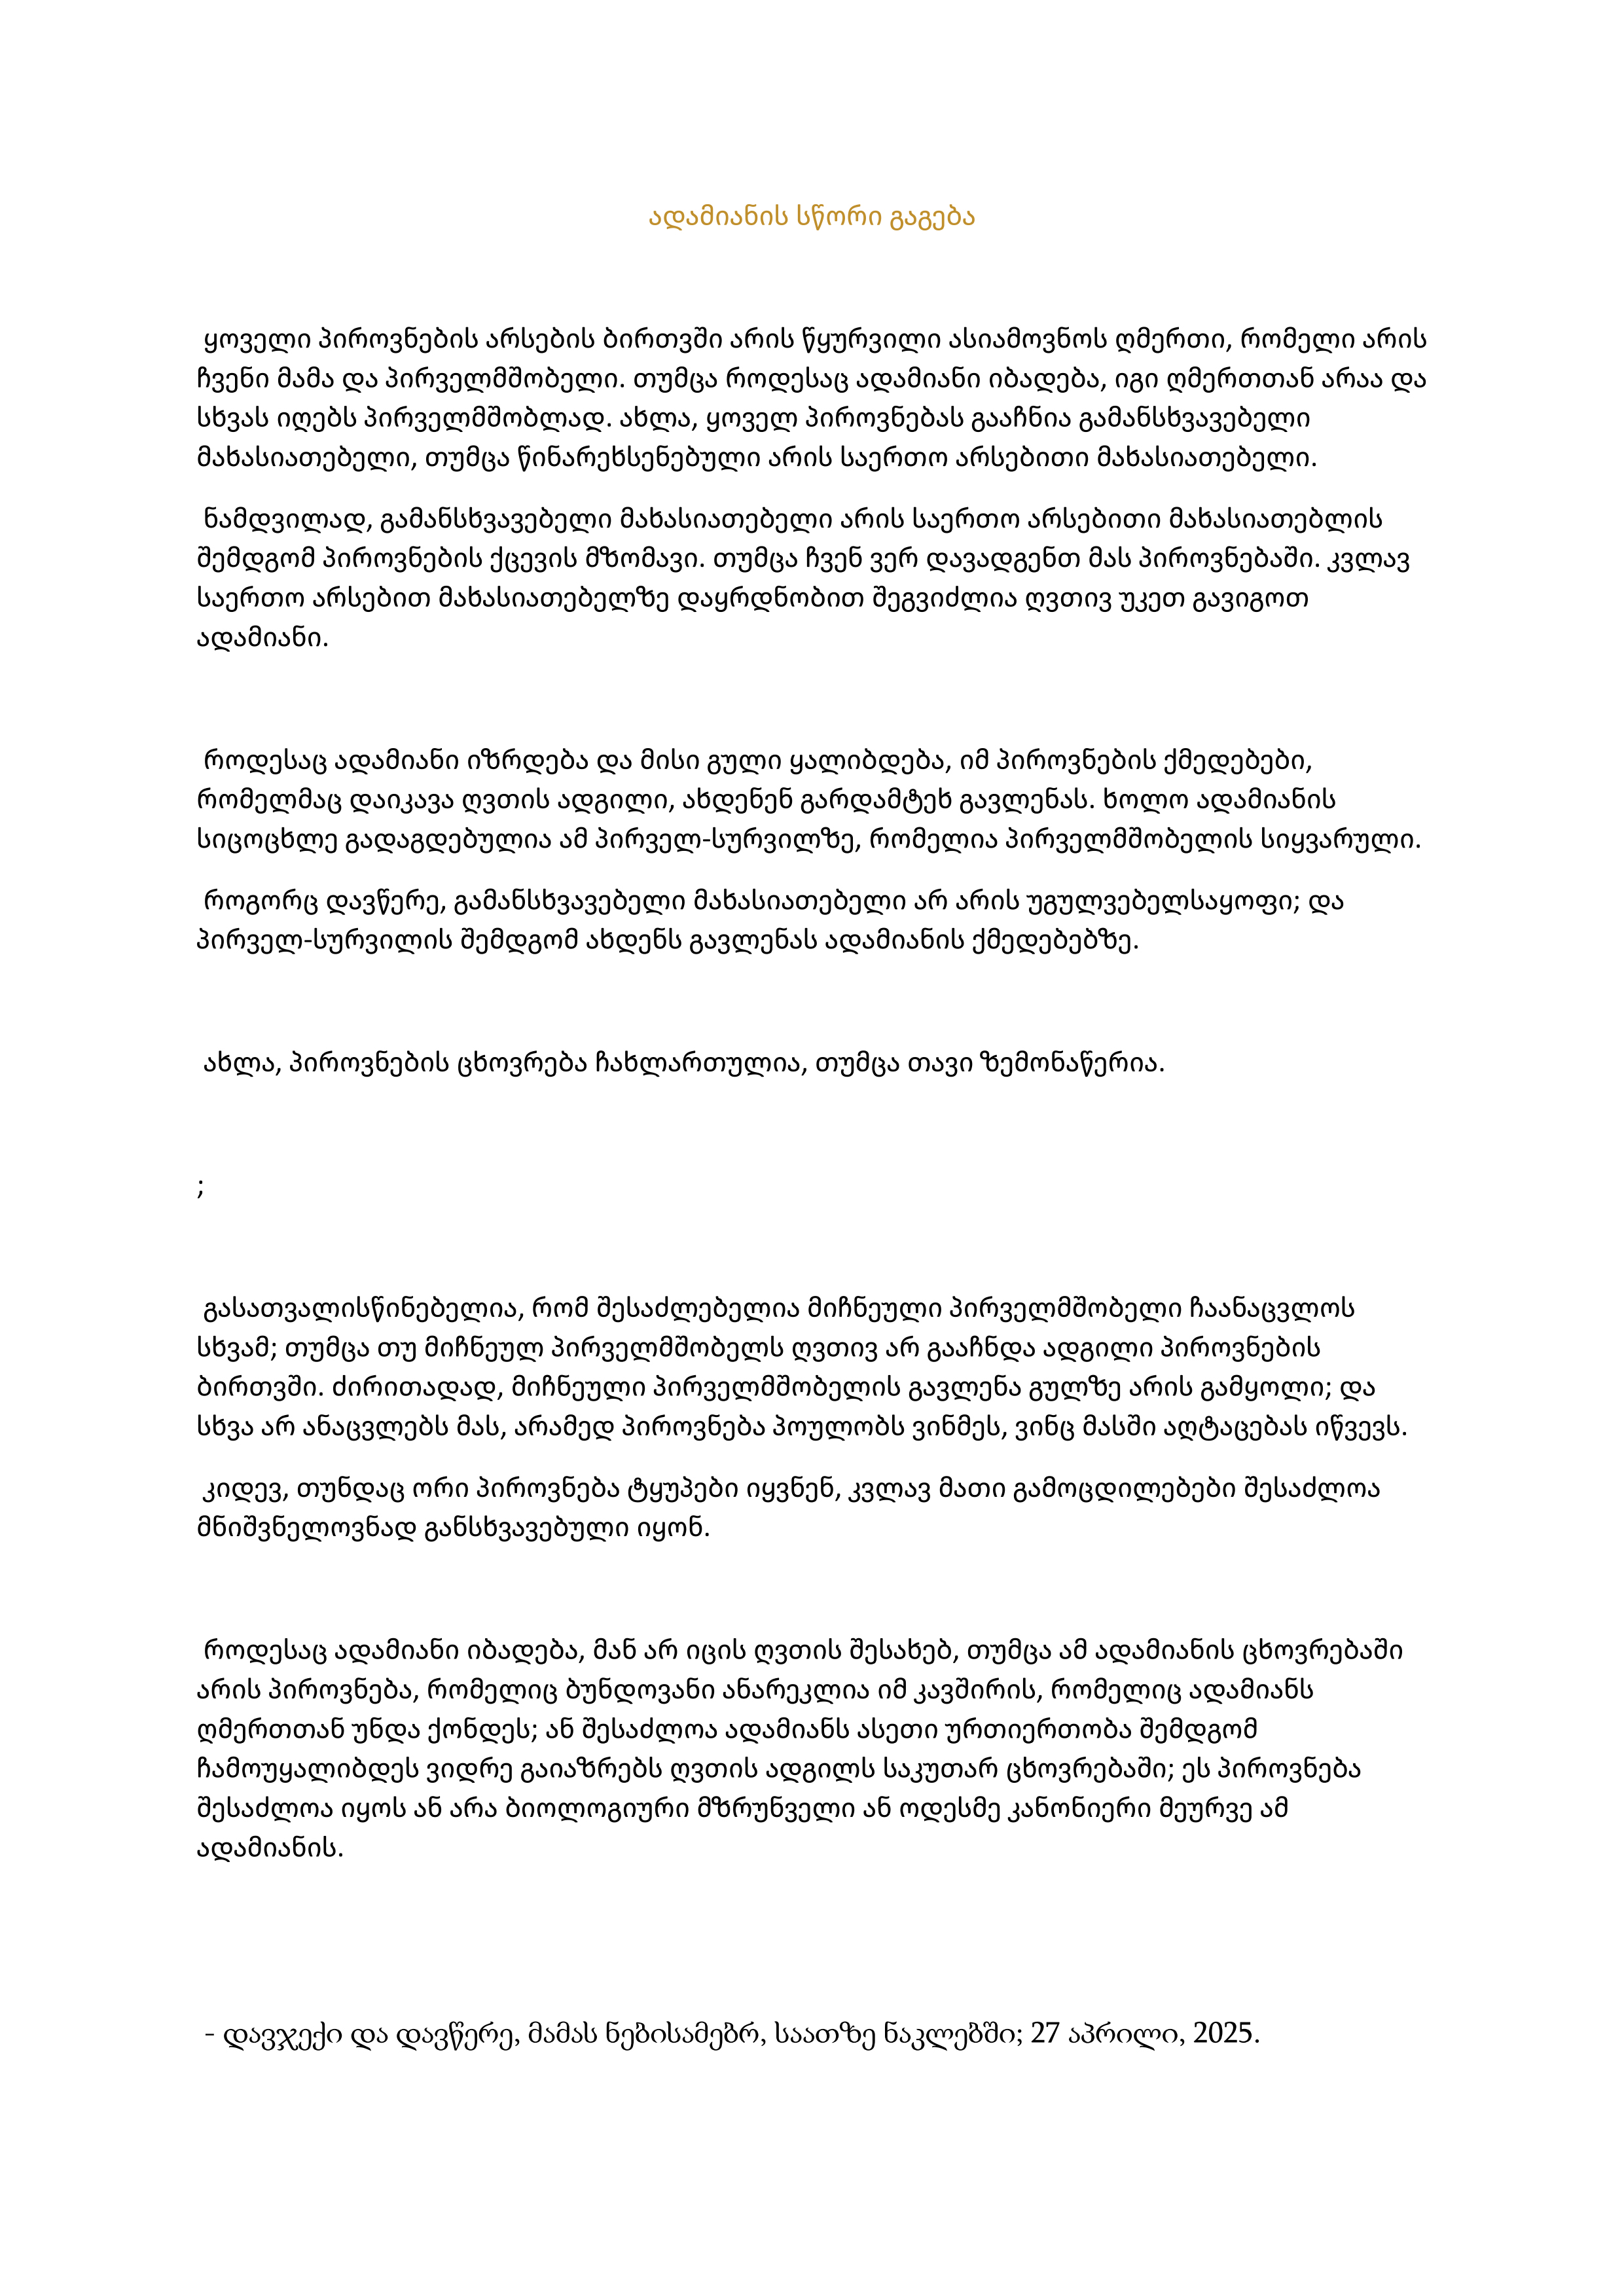 ადამიანის სწორი გაგება
ყოველი პიროვნების არსების ბირთვში არის წყურვილი ასიამოვნოს ღმერთი, რომელი არის
ჩვენი მამა და პირველმშობელი. თუმცა როდესაც ადამიანი იბადება, იგი ღმერთთან არაა და
სხვას იღებს პირველმშობლად. ახლა, ყოველ პიროვნებას გააჩნია გამანსხვავებელი
მახასიათებელი, თუმცა წინარეხსენებული არის საერთო არსებითი მახასიათებელი.
ნამდვილად, გამანსხვავებელი მახასიათებელი არის საერთო არსებითი მახასიათებლის
შემდგომ პიროვნების ქცევის მზომავი. თუმცა ჩვენ ვერ დავადგენთ მას პიროვნებაში. კვლავ
საერთო არსებით მახასიათებელზე დაყრდნობით შეგვიძლია ღვთივ უკეთ გავიგოთ
ადამიანი.
როდესაც ადამიანი იზრდება და მისი გული ყალიბდება, იმ პიროვნების ქმედებები,
რომელმაც დაიკავა ღვთის ადგილი, ახდენენ გარდამტეხ გავლენას. ხოლო ადამიანის
სიცოცხლე გადაგდებულია ამ პირველ-სურვილზე, რომელია პირველმშობელის სიყვარული.
როგორც დავწერე, გამანსხვავებელი მახასიათებელი არ არის უგულვებელსაყოფი; და
პირველ-სურვილის შემდგომ ახდენს გავლენას ადამიანის ქმედებებზე.
ახლა, პიროვნების ცხოვრება ჩახლართულია, თუმცა თავი ზემონაწერია.
;
გასათვალისწინებელია, რომ შესაძლებელია მიჩნეული პირველმშობელი ჩაანაცვლოს
სხვამ; თუმცა თუ მიჩნეულ პირველმშობელს ღვთივ არ გააჩნდა ადგილი პიროვნების
ბირთვში. ძირითადად, მიჩნეული პირველმშობელის გავლენა გულზე არის გამყოლი; და
სხვა არ ანაცვლებს მას, არამედ პიროვნება პოულობს ვინმეს, ვინც მასში აღტაცებას იწვევს.
კიდევ, თუნდაც ორი პიროვნება ტყუპები იყვნენ, კვლავ მათი გამოცდილებები შესაძლოა
მნიშვნელოვნად განსხვავებული იყონ.
როდესაც ადამიანი იბადება, მან არ იცის ღვთის შესახებ, თუმცა ამ ადამიანის ცხოვრებაში
არის პიროვნება, რომელიც ბუნდოვანი ანარეკლია იმ კავშირის, რომელიც ადამიანს
ღმერთთან უნდა ქონდეს; ან შესაძლოა ადამიანს ასეთი ურთიერთობა შემდგომ
ჩამოუყალიბდეს ვიდრე გაიაზრებს ღვთის ადგილს საკუთარ ცხოვრებაში; ეს პიროვნება
შესაძლოა იყოს ან არა ბიოლოგიური მზრუნველი ან ოდესმე კანონიერი მეურვე ამ
ადამიანის.
- დავჯექი და დავწერე, მამას ნებისამებრ, საათზე ნაკლებში; 27 აპრილი, 2025.